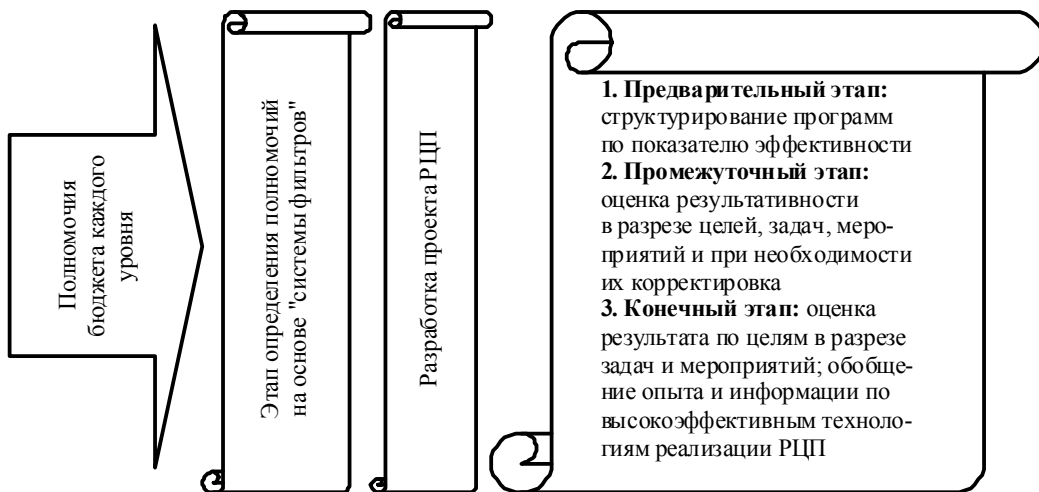 Полномочия
бюджета каждого
уровня
Этап определения полномочий
на основе "системы фильтров"
Разработка проекта РЦП
1. Предварительный этап:
структурирование программ
по показателю эффективности
2. Промежуточный этап:
оценка результативности
в разрезе целей, задач, меро-
приятий и при необходимости
их корректировка
3. Конечный этап: оценка
результата по целям в разрезе
задач и мероприятий; обобще-
ние опыта и информации по
высокоэффективным техноло-
гиям реализации РЦП